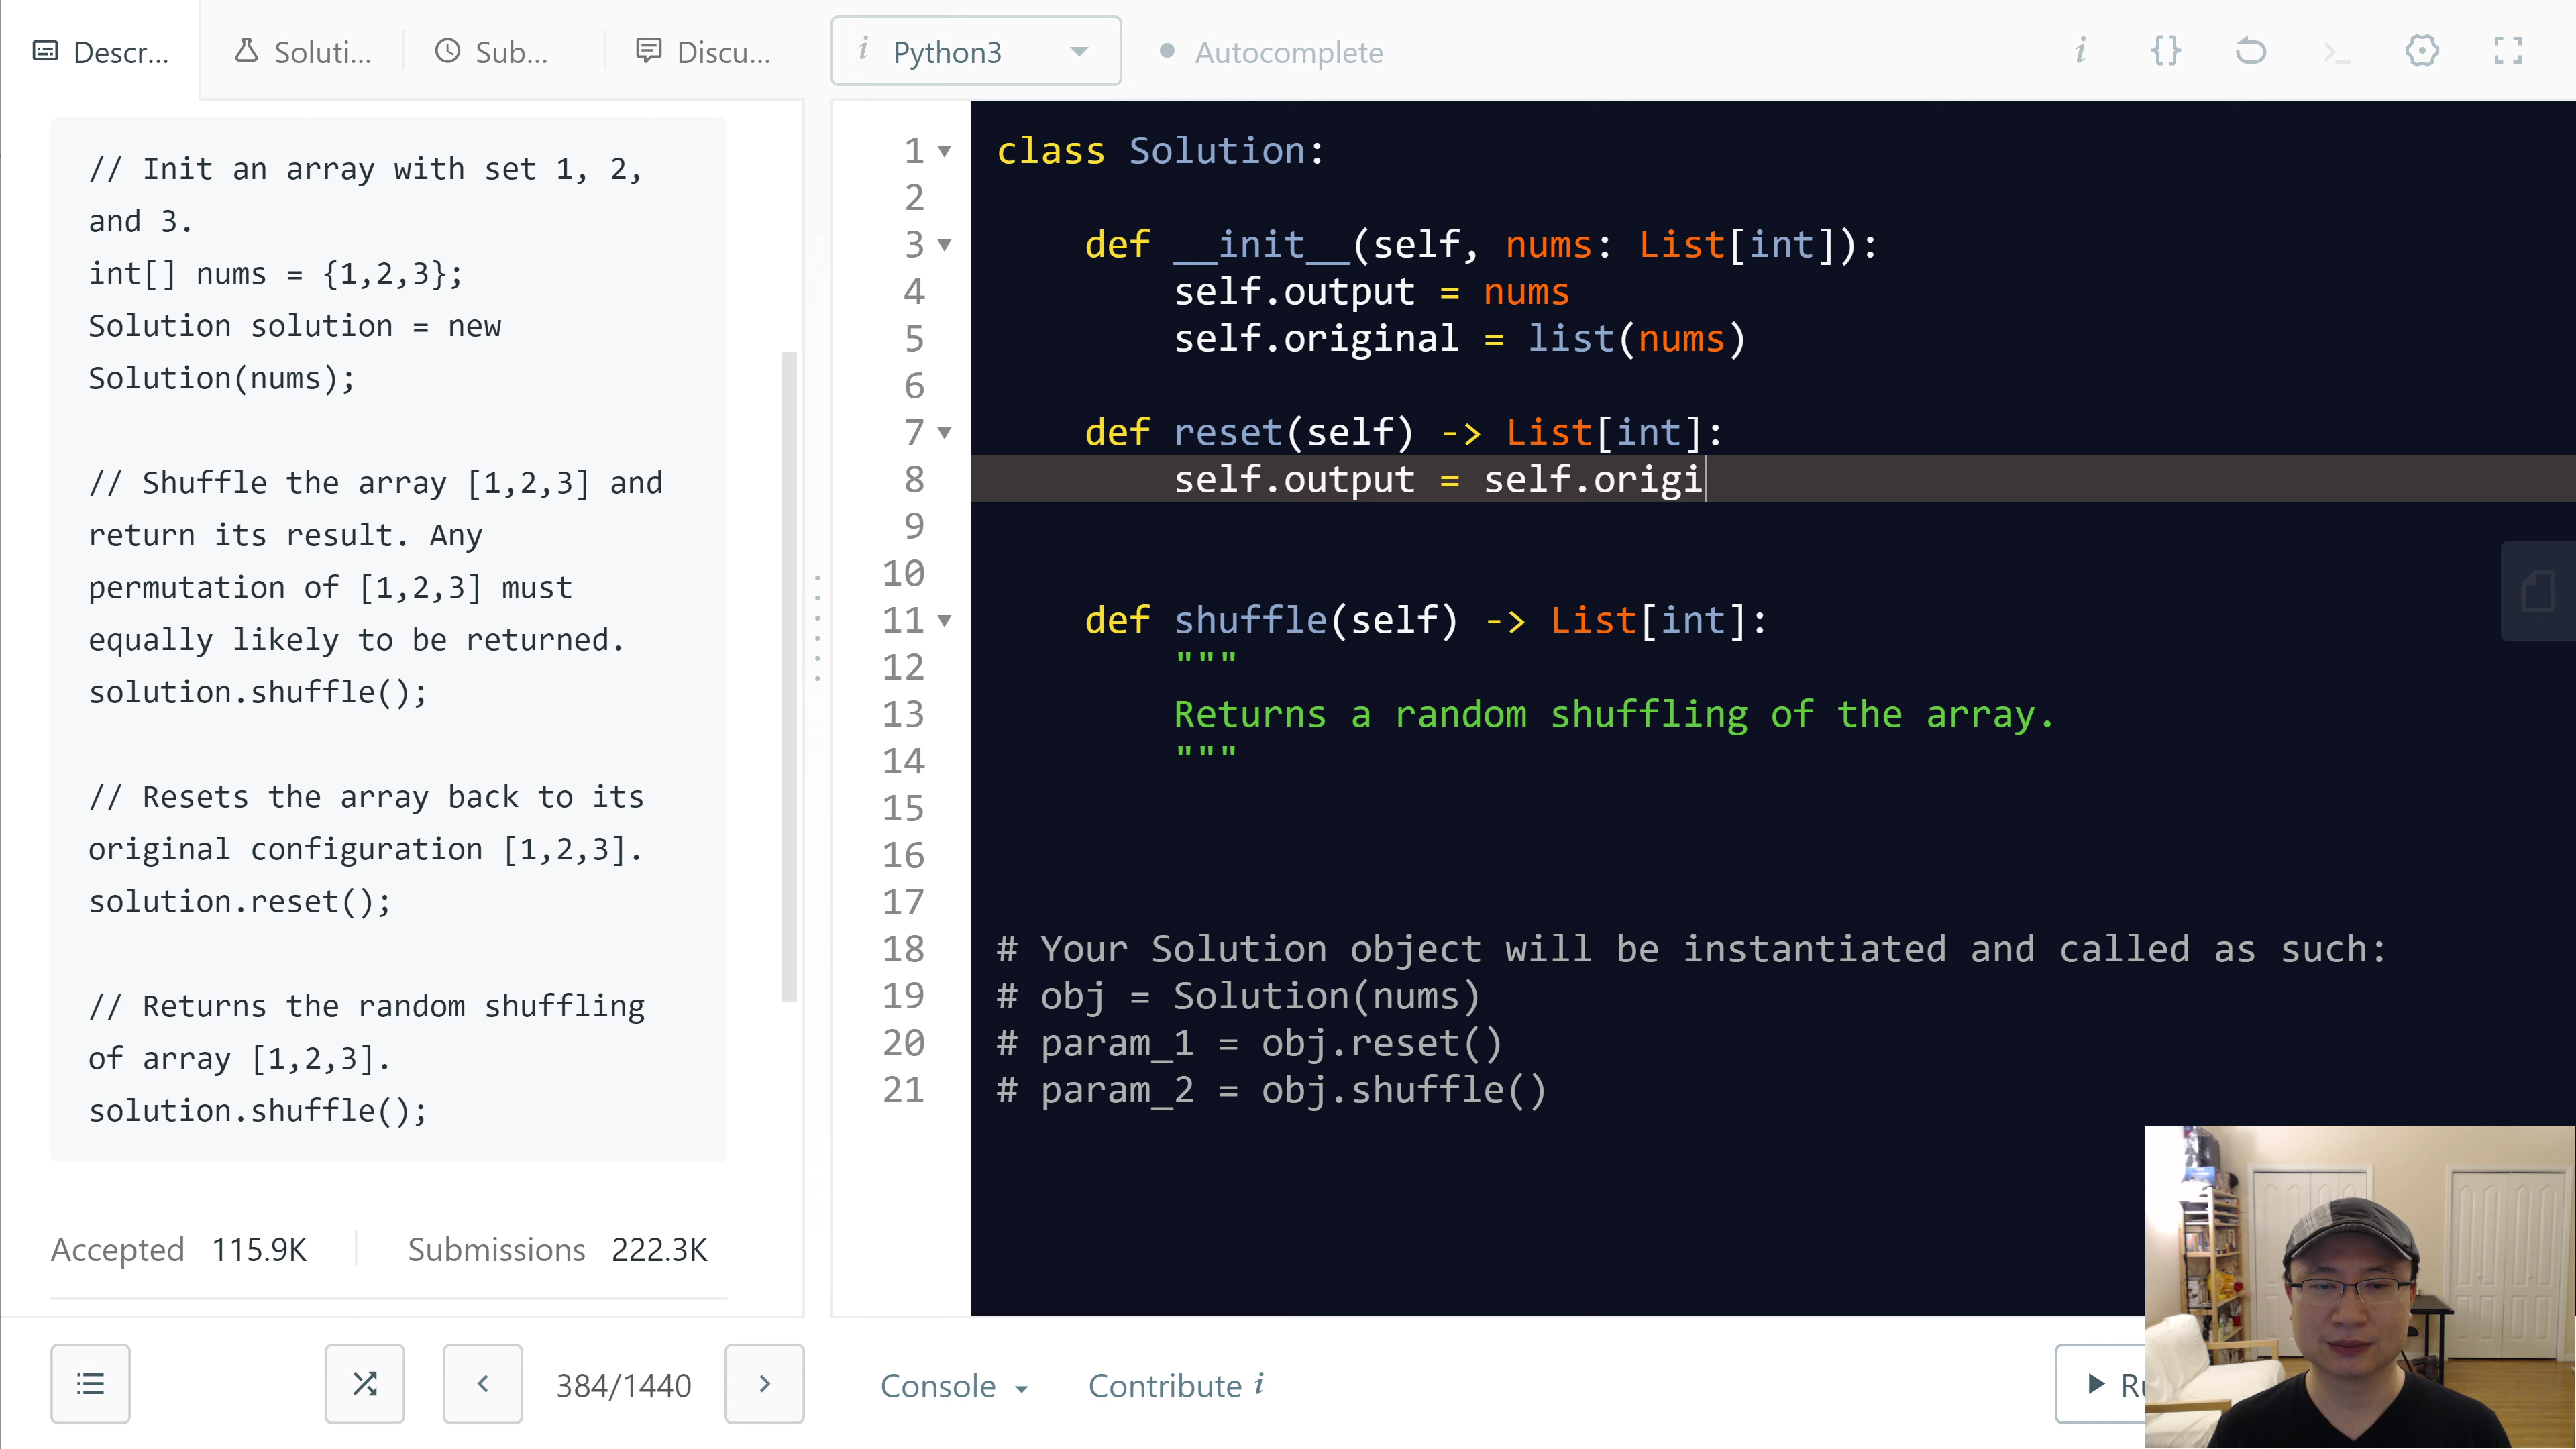 Descr...
Soluti...
Sub...
Discu...
i Python3
Autocomplete
i {} >_
// Init an array with set 1, 2,
and 3.
int[] nums = {1,2,3};
Solution solution = new
Solution(nums);
// Shuffle the array [1,2,3] and
return its result. Any
permutation of [1,2,3] must
equally likely to be returned.
solution.shuffle();
// Resets the array back to its
original configuration [1,2,3].
solution.reset();
// Returns the random shuffling
of array [1,2,3].
solution.shuffle();
Accepted 115.9K
Submissions 222.3K
384/1440
1 class Solution:
2
3 def __init__(self, nums: List[int]):
4 self.output = nums
5 self.original = list(nums)
6
7 def reset(self) -> List[int]:
8 self.output = self.origi
9
10
11 def shuffle(self) -> List[int]:
12 """
13 Returns a random shuffling of the array.
14 """
15
16
17
18 # Your Solution object will be instantiated and called as such:
19 # obj = Solution(nums)
20 # param_1 = obj.reset()
21 # param_2 = obj.shuffle()
Console
Contribute i